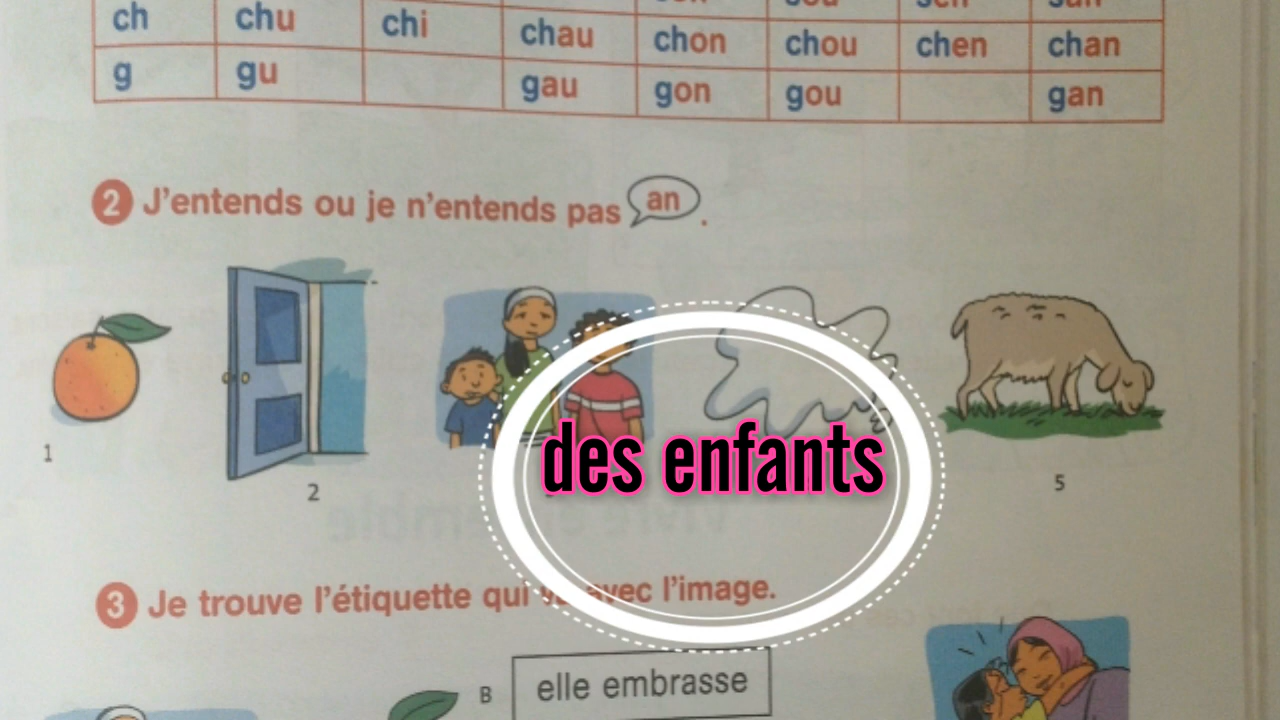 ch chu chi chau chon chou chen chan
g gu gau gon gou gan
2 J'entends ou je n'entends pas an .
1
2
des enfants
5
3 Je trouve l'étiquette qui va avec l'image.
B elle embrasse